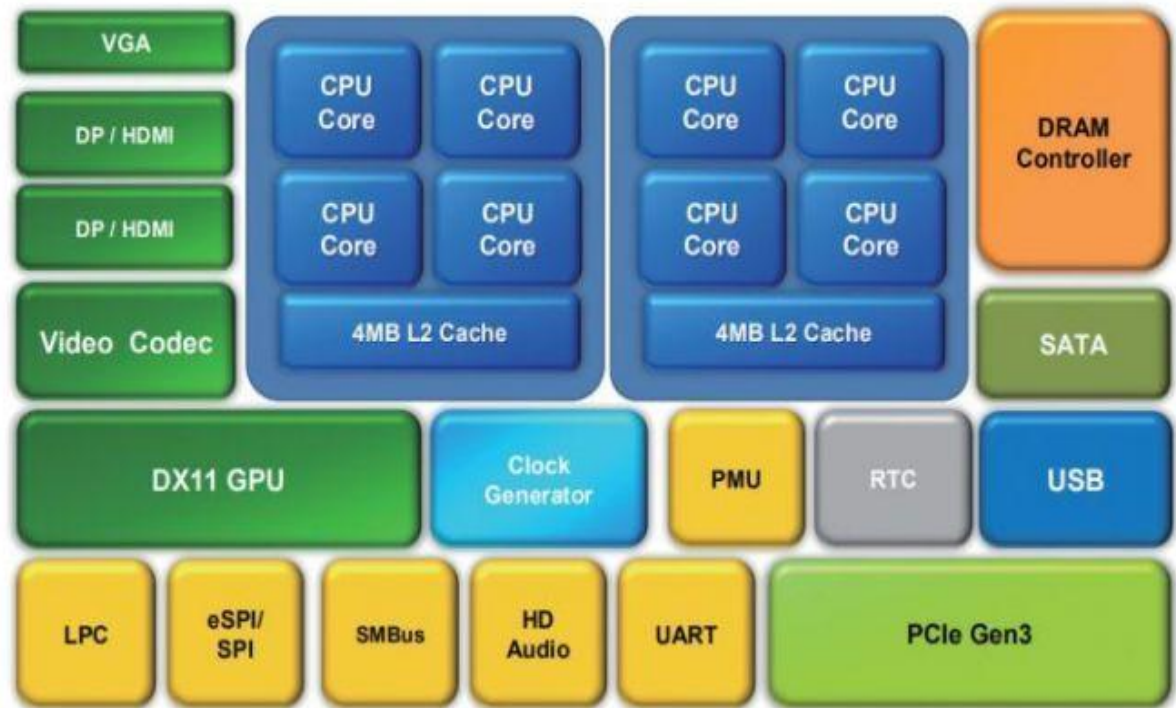 VGA
DP / HDMI
DP / HDMI
Video Codec
CPU
Core
CPU
Core
CPU
Core
CPU
Core
4MB L2 Cache
CPU
Core
CPU
Core
CPU
Core
CPU
Core
4MB L2 Cache
DRAM
Controller
SATA
DX11 GPU
Clock
Generator
PMU
RTC
USB
LPC
eSPI/
SPI
SMBus
HD
Audio
UART
PCIe Gen3